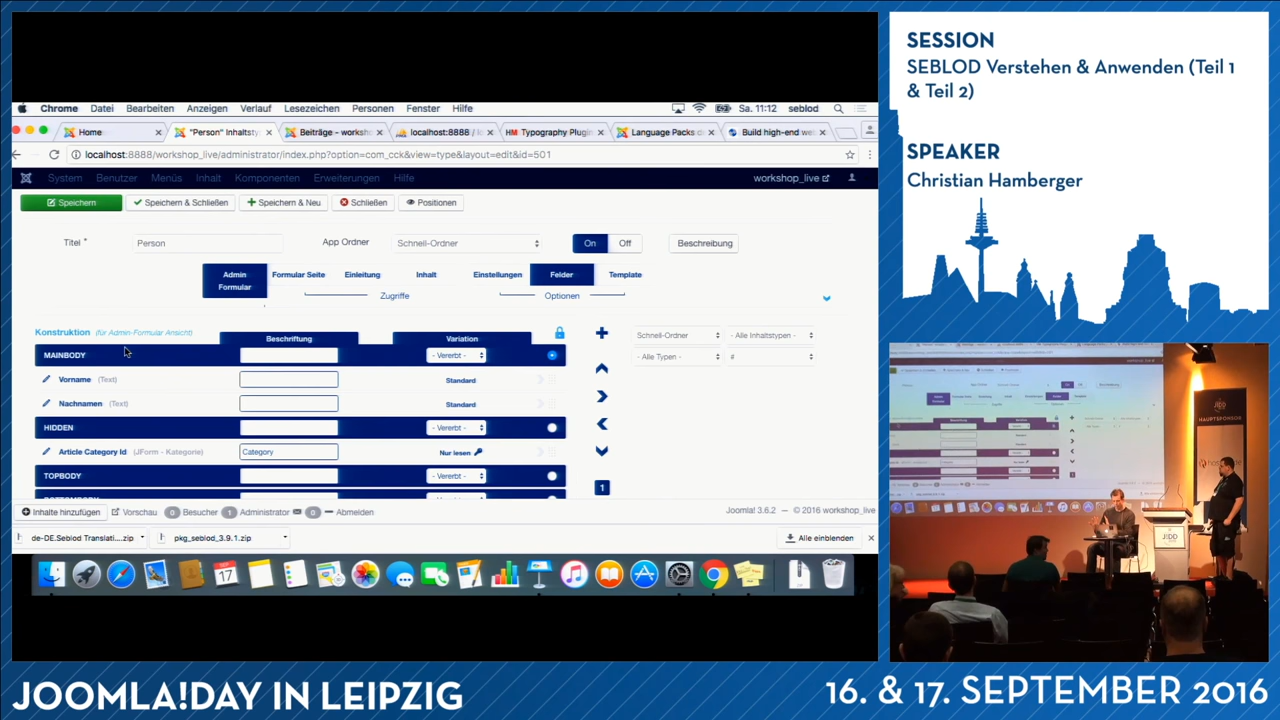 Chrome Datei Bearbeiten Anzeigen Verlauf Lesezeichen Personen Fenster Hilfe Sa. 11:12 seblod
Home "Person" Inhaltsty Beiträge - worksh localhost:8888 / l HM Typography Plugin Language Packs Build high-end we
localhost:8888/workshop_live/administrator/index.php?option=com_cck&view=type&layout=edit&id=501
System Benutzer Menüs Inhalt Komponenten Erweiterungen Hilfe workshop_live
Speichern Speichern & Schließen Speichern & Neu Schließen Positionen
Titel * Person App Ordner Schnell-Ordner On Off Beschreibung
Admin Formular Formular Seite Einleitung Inhalt Einstellungen Felder Template
Zugriffe Optionen
Konstruktion (für Admin-Formular Ansicht) Beschriftung Variation Schnell-Ordner - Alle Inhaltstypen -
MAINBODY - Vererbt - - Alle Typen - #
Vorname (Text) Standard
Nachnamen (Text) Standard
HIDDEN - Vererbt -
Article Category Id (JForm - Kategorie) Category Nur lesen
TOPBODY - Vererbt -
1
Inhalte hinzufügen Vorschau 0 Besucher 1 Administrator 0 Abmelden Joomla! 3.6.2 — © 2016 workshop_live
de-DE.Seblod Translati....zip pkg_seblod_3.9.1.zip Alle einblenden
17
SESSION
SEBLOD Verstehen & Anwenden (Teil 1
& Teil 2)
SPEAKER
Christian Hamberger
HAUPTSPONSOR
JOOMLA!DAY IN LEIPZIG
16. & 17. SEPTEMBER 2016